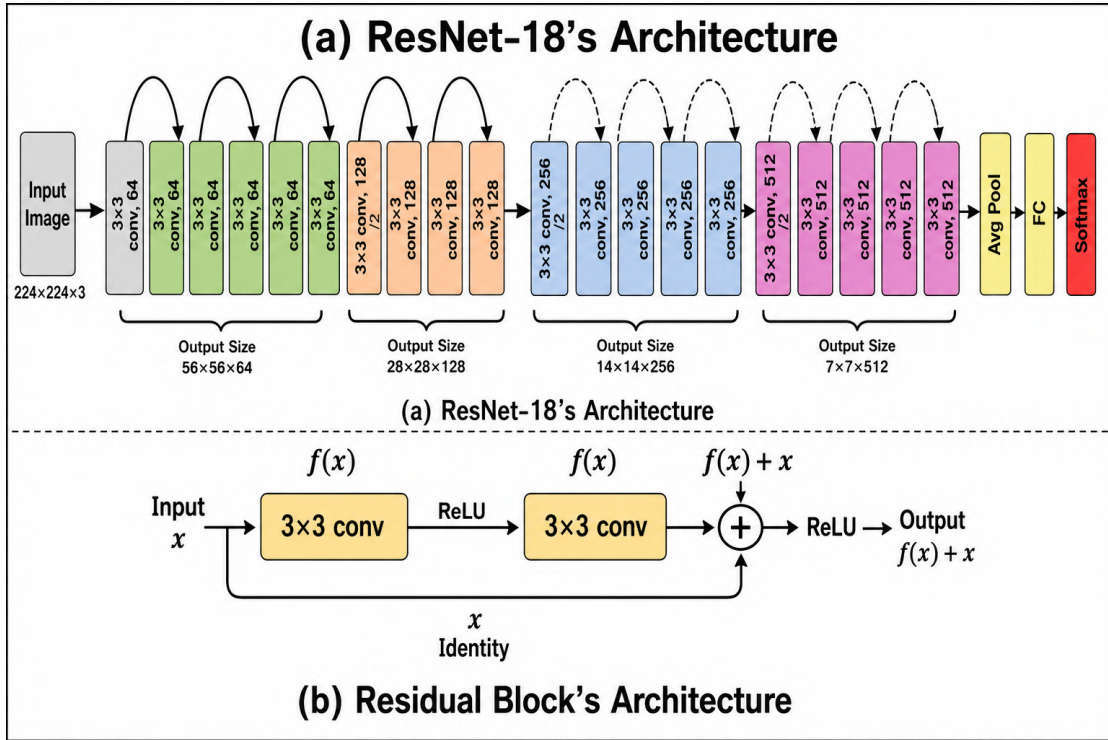 (a) ResNet-18's Architecture
Input
Image
224×224×3
3×3
conv, 64
3×3
conv, 64
3×3
conv, 64
3×3
conv, 64
3×3
conv, 64
3×3
conv, 64
3×3 conv, 128
/2
3×3
conv, 128
3×3
conv, 128
3×3
conv, 128
3×3 conv, 256
/2
3×3
conv, 256
3×3
conv, 256
3×3
conv, 256
3×3
conv, 256
3×3 conv, 512
/2
3×3
conv, 512
3×3
conv, 512
3×3
conv, 512
3×3
conv, 512
Avg Pool
FC
Softmax
Output Size
56×56×64
Output Size
28×28×128
Output Size
14×14×256
Output Size
7×7×512
(a) ResNet-18's Architecture
f(x)
f(x)
f(x) + x
Input
x
3×3 conv
ReLU
3×3 conv
+
ReLU
Output
f(x) + x
x
Identity
(b) Residual Block's Architecture